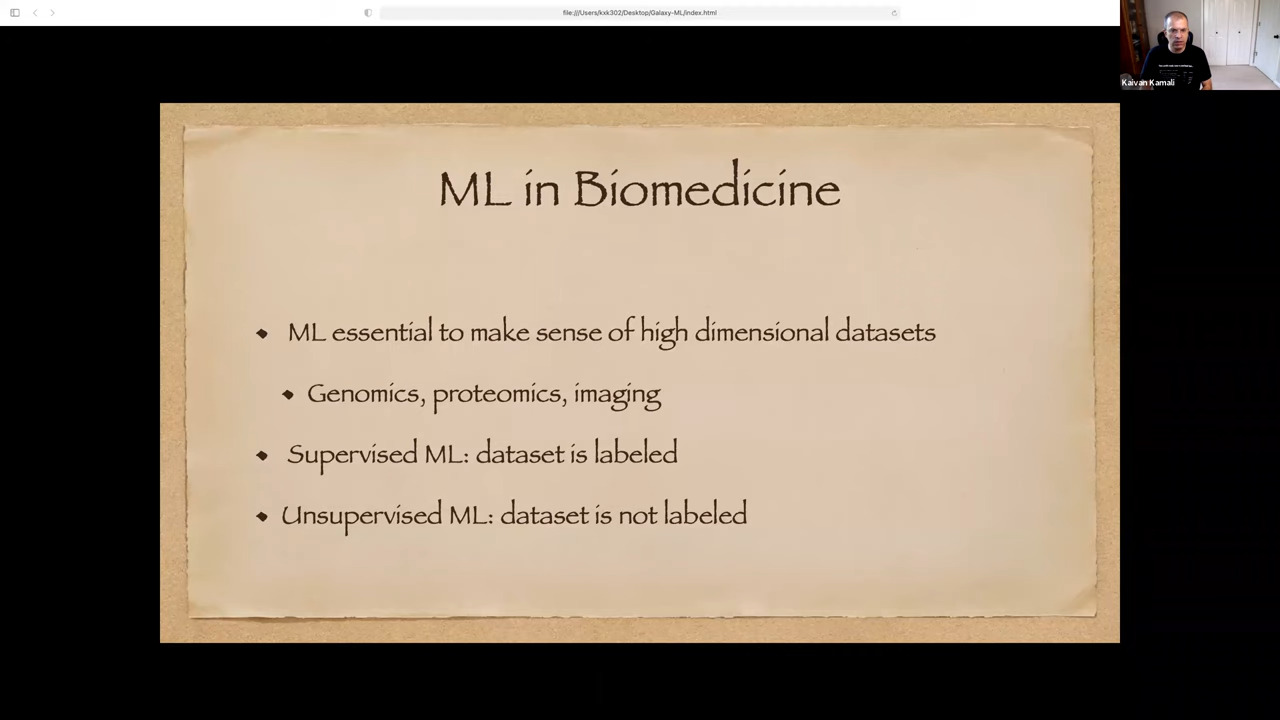 file:///Users/kxk302/Desktop/Galaxy-ML/index.html
Kaivan Kamali
ML in Biomedicine
ML essential to make sense of high dimensional datasets
Genomics, proteomics, imaging
Supervised ML: dataset is labeled
Unsupervised ML: dataset is not labeled